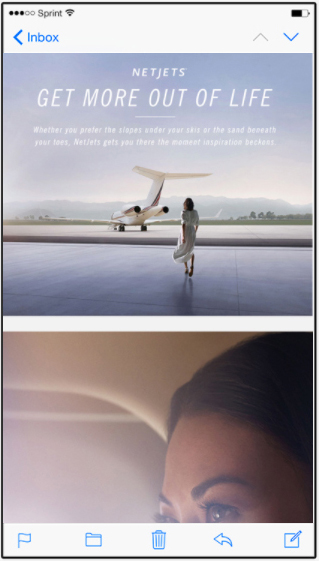 Sprint
Inbox
NETJETS
GET MORE OUT OF LIFE
Whether you prefer the slopes under your skis or the sand beneath
your toes, NetJets gets you there the moment inspiration beckons.